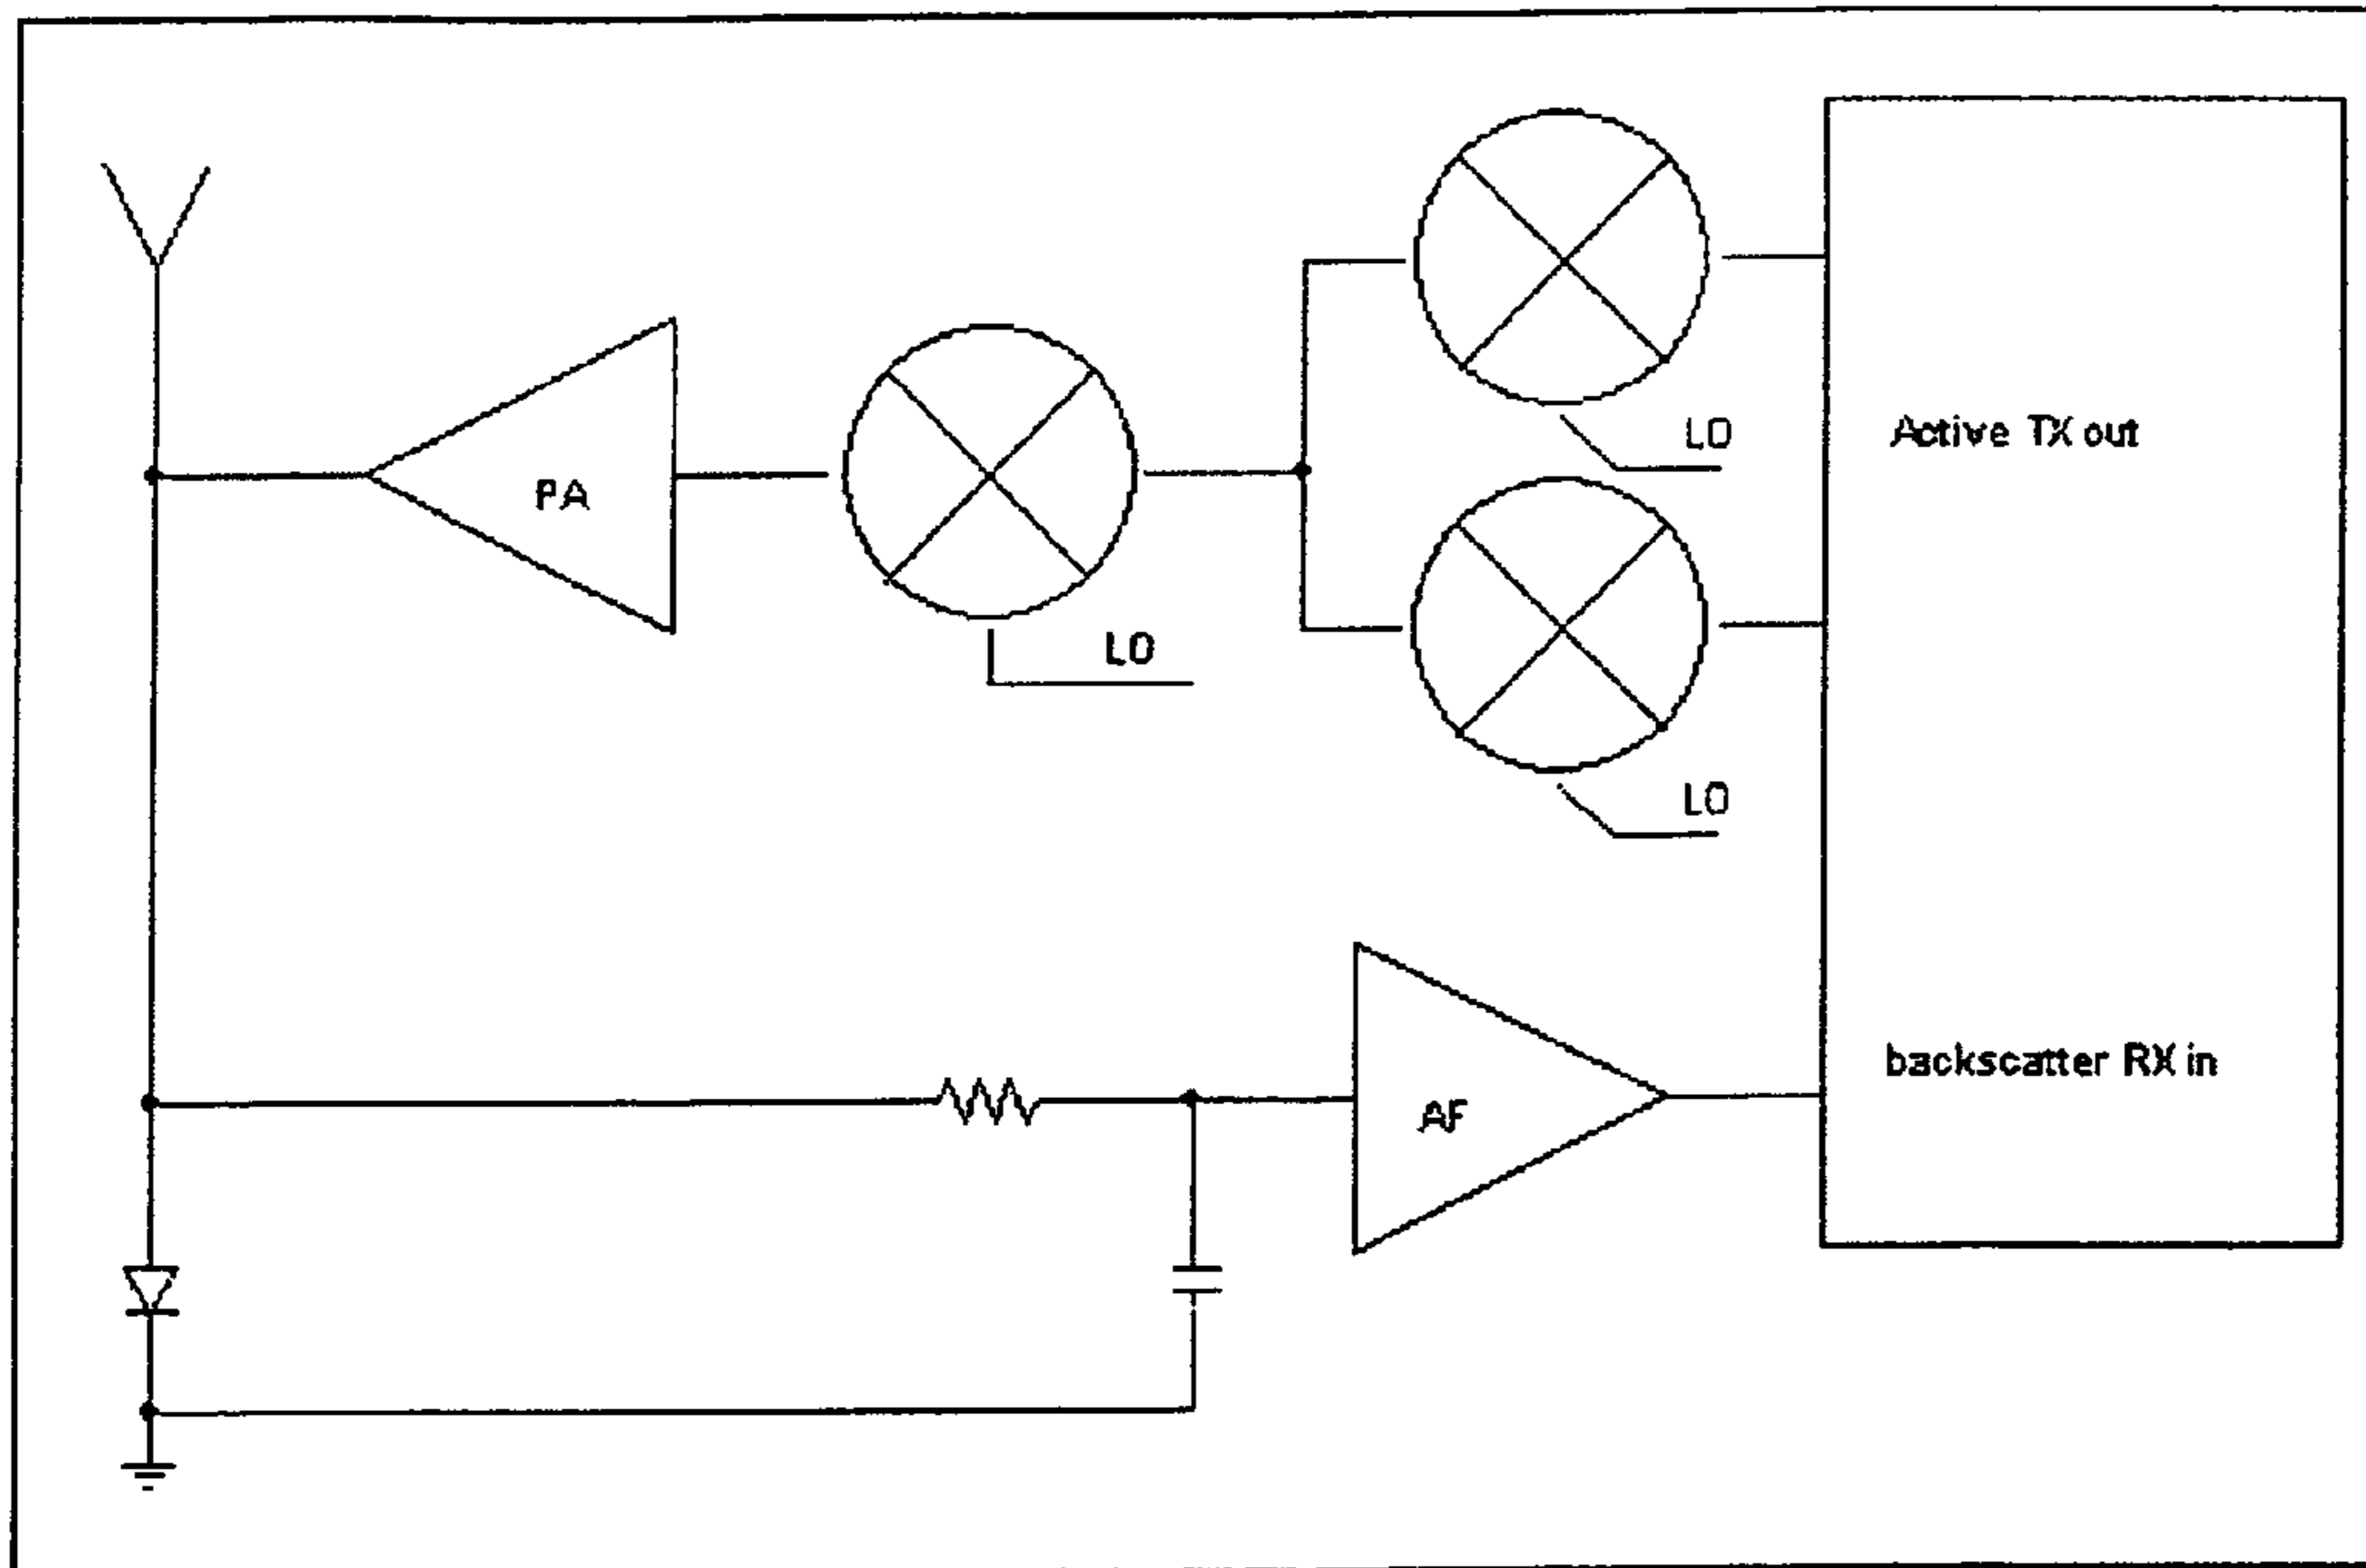 LO
Active TX out
PA
LO
LO
backscatter RX in
AF